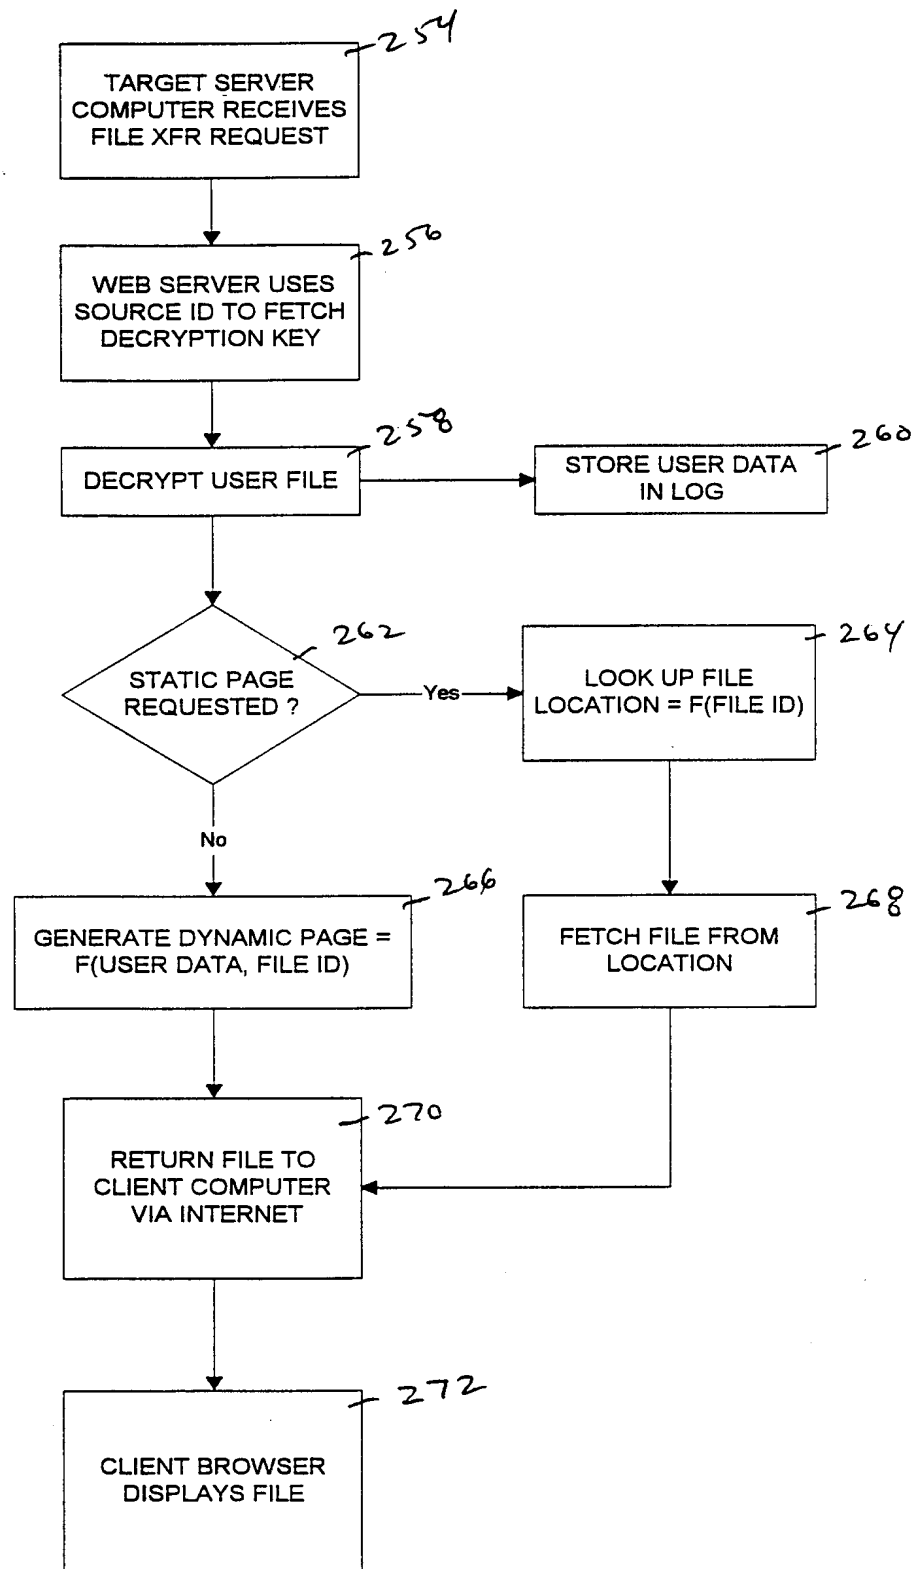 254
TARGET SERVER
COMPUTER RECEIVES
FILE XFR REQUEST
256
WEB SERVER USES
SOURCE ID TO FETCH
DECRYPTION KEY
258
DECRYPT USER FILE
260
STORE USER DATA
IN LOG
262
STATIC PAGE
REQUESTED ?
Yes
264
LOOK UP FILE
LOCATION = F(FILE ID)
No
266
GENERATE DYNAMIC PAGE =
F(USER DATA, FILE ID)
268
FETCH FILE FROM
LOCATION
270
RETURN FILE TO
CLIENT COMPUTER
VIA INTERNET
272
CLIENT BROWSER
DISPLAYS FILE